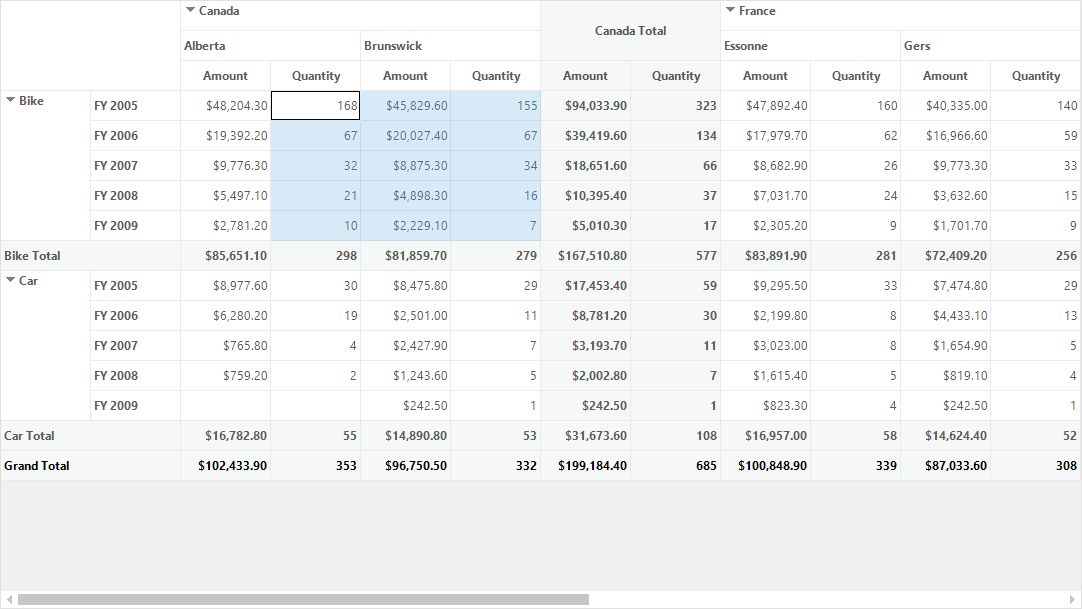 Canada Canada Total France
Alberta Brunswick Essonne Gers
Amount Quantity Amount Quantity Amount Quantity Amount Quantity Amount Quantity
Bike FY 2005 $48,204.30 168 $45,829.60 155 $94,033.90 323 $47,892.40 160 $40,335.00 140
FY 2006 $19,392.20 67 $20,027.40 67 $39,419.60 134 $17,979.70 62 $16,966.60 59
FY 2007 $9,776.30 32 $8,875.30 34 $18,651.60 66 $8,682.90 26 $9,773.30 33
FY 2008 $5,497.10 21 $4,898.30 16 $10,395.40 37 $7,031.70 24 $3,632.60 15
FY 2009 $2,781.20 10 $2,229.10 7 $5,010.30 17 $2,305.20 9 $1,701.70 9
Bike Total $85,651.10 298 $81,859.70 279 $167,510.80 577 $83,891.90 281 $72,409.20 256
Car FY 2005 $8,977.60 30 $8,475.80 29 $17,453.40 59 $9,295.50 33 $7,474.80 29
FY 2006 $6,280.20 19 $2,501.00 11 $8,781.20 30 $2,199.80 8 $4,433.10 13
FY 2007 $765.80 4 $2,427.90 7 $3,193.70 11 $3,023.00 8 $1,654.90 5
FY 2008 $759.20 2 $1,243.60 5 $2,002.80 7 $1,615.40 5 $819.10 4
FY 2009 $242.50 1 $242.50 1 $823.30 4 $242.50 1
Car Total $16,782.80 55 $14,890.80 53 $31,673.60 108 $16,957.00 58 $14,624.40 52
Grand Total $102,433.90 353 $96,750.50 332 $199,184.40 685 $100,848.90 339 $87,033.60 308